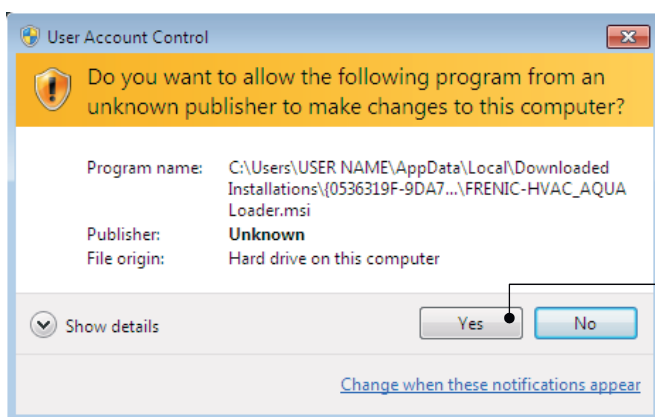 User Account Control
Do you want to allow the following program from an
unknown publisher to make changes to this computer?
Program name: C:\Users\USER NAME\AppData\Local\Downloaded
Installations\{0536319F-9DA7...\FRENIC-HVAC_AQUA
Loader.msi
Publisher: Unknown
File origin: Hard drive on this computer
Show details Yes No
Change when these notifications appear